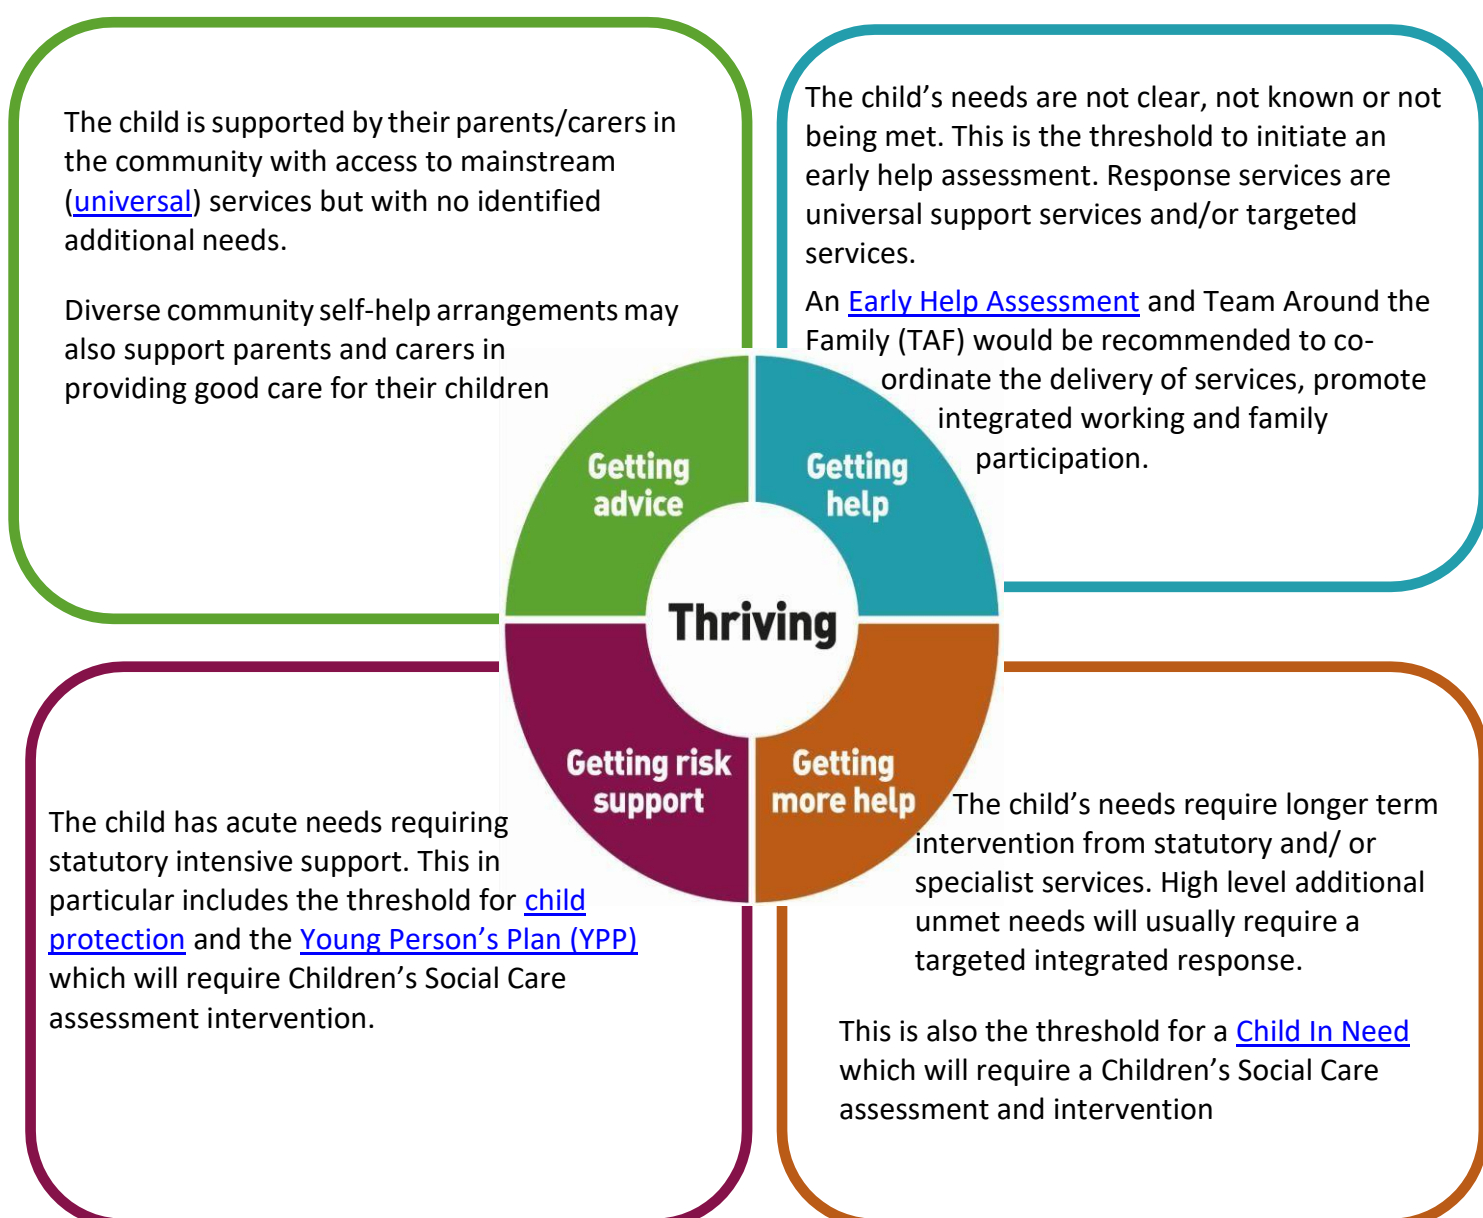 The child is supported by their parents/carers in
the community with access to mainstream
(universal) services but with no identified
additional needs.
Diverse community self-help arrangements may
also support parents and carers in
providing good care for their children
The child’s needs are not clear, not known or not
being met. This is the threshold to initiate an
early help assessment. Response services are
universal support services and/or targeted
services.
An Early Help Assessment and Team Around the
Family (TAF) would be recommended to co-
ordinate the delivery of services, promote
integrated working and family
participation.
Getting
advice
Getting
help
Thriving
Getting risk
support
Getting
more help
The child has acute needs requiring
statutory intensive support. This in
particular includes the threshold for child
protection and the Young Person’s Plan (YPP)
which will require Children’s Social Care
assessment intervention.
The child’s needs require longer term
intervention from statutory and/ or
specialist services. High level additional
unmet needs will usually require a
targeted integrated response.
This is also the threshold for a Child In Need
which will require a Children’s Social Care
assessment and intervention